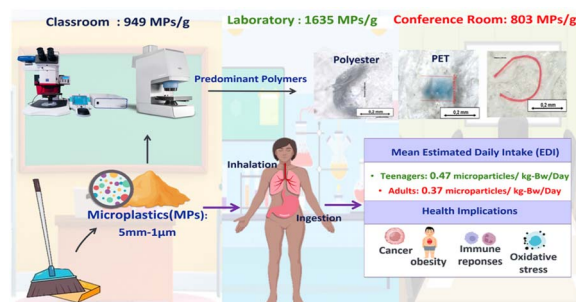 Classroom : 949 MPs/g
Laboratory : 1635 MPs/g
Conference Room: 803 MPs/g
Predominant Polymers
Polyester
PET
0,2 mm
0,2 mm
0,2 mm
Inhalation
Ingestion
Microplastics(MPs):
5mm-1μm
Mean Estimated Daily Intake (EDI)
• Teenagers: 0.47 microparticles/ kg-Bw/Day
• Adults: 0.37 microparticles/ kg-Bw/Day
Health Implications
Cancer
obesity
Immune
reponses
Oxidative
stress